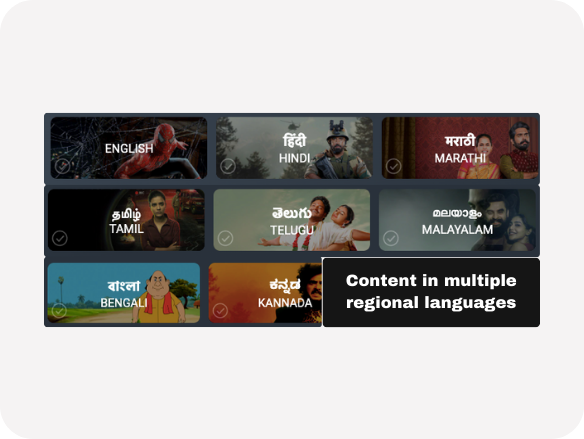 ENGLISH
हिंदी
HINDI
मराठी
MARATHI
தமிழ்
TAMIL
తెలుగు
TELUGU
മലയാളം
MALAYALAM
বাংলা
BENGALI
ಕನ್ನಡ
KANNADA
Content in multiple
regional languages